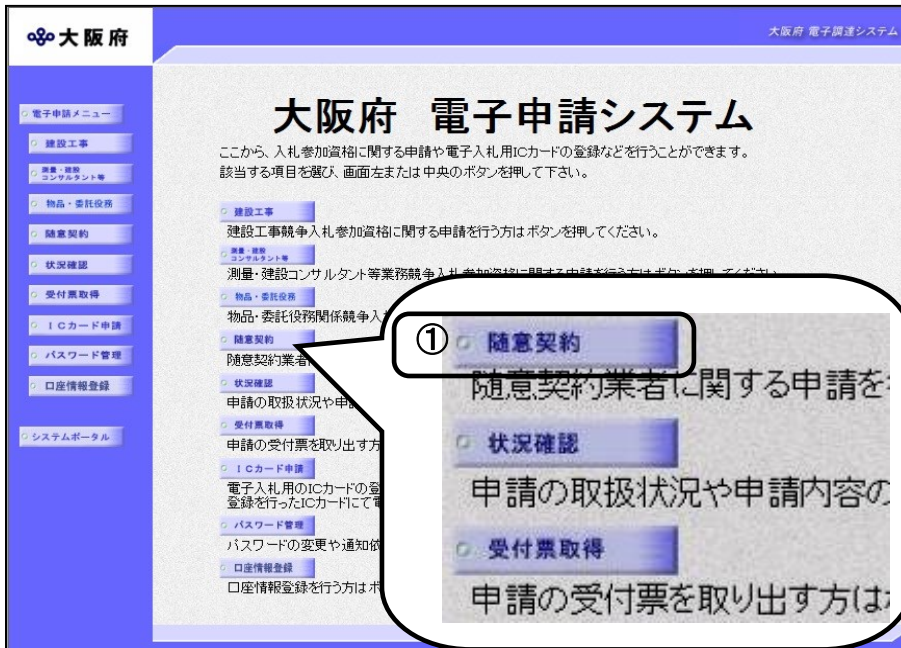 大阪府
大阪府 電子調達システム
電子申請メニュー
建設工事
測量・建設
コンサルタント等
物品・委託役務
随意契約
状況確認
受付票取得
ICカード申請
パスワード管理
口座情報登録
システムポータル
大阪府 電子申請システム
ここから、入札参加資格に関する申請や電子入札用ICカードの登録などを行うことができます。
該当する項目を選び、画面左または中央のボタンを押して下さい。
建設工事
建設工事競争入札参加資格に関する申請を行う方はボタンを押してください。
測量・建設
コンサルタント等
測量・建設コンサルタント等業務競争入札参加資格に関する申請を行う方はボタンを押してください。
物品・委託役務
物品・委託役務関係競争入
随意契約
随意契約業者
状況確認
申請の取扱状況や申
受付票取得
申請の受付票を取り出す方
ICカード申請
電子入札用のICカードの登
登録を行ったICカードにて電
パスワード管理
パスワードの変更や通知依
口座情報登録
口座情報登録を行う方はボ
① 随意契約
随意契約業者に関する申請を
状況確認
申請の取扱状況や申請内容の
受付票取得
申請の受付票を取り出す方は